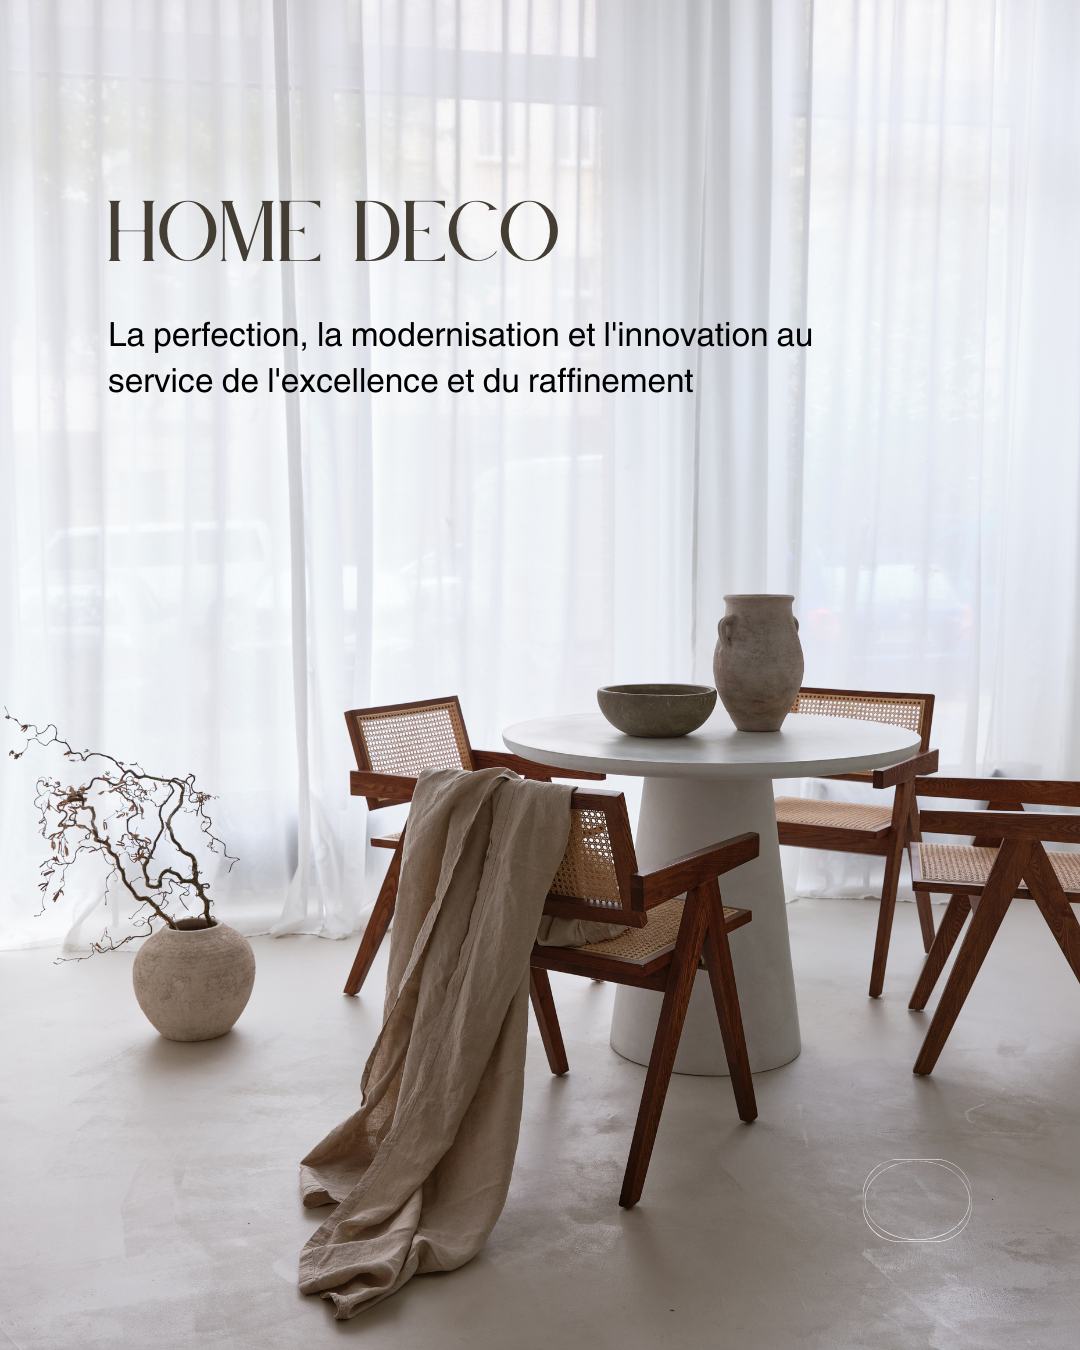 HOME DECO
La perfection, la modernisation et l'innovation au
service de l'excellence et du raffinement